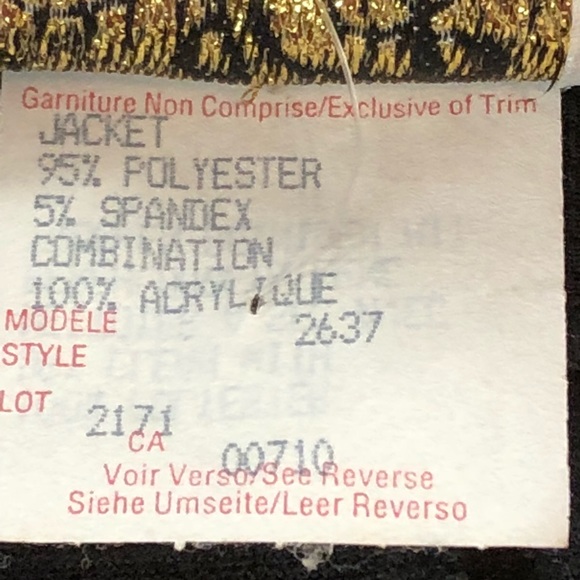 Garniture Non Comprise/Exclusive of Trim
JACKET
95% POLYESTER
5% SPANDEX
COMBINATION
100% ACRYLIQUE
MODELE 2637
STYLE
LOT 2171
CA 00710
Voir Verso/See Reverse
Siehe Umseite/Leer Reverso